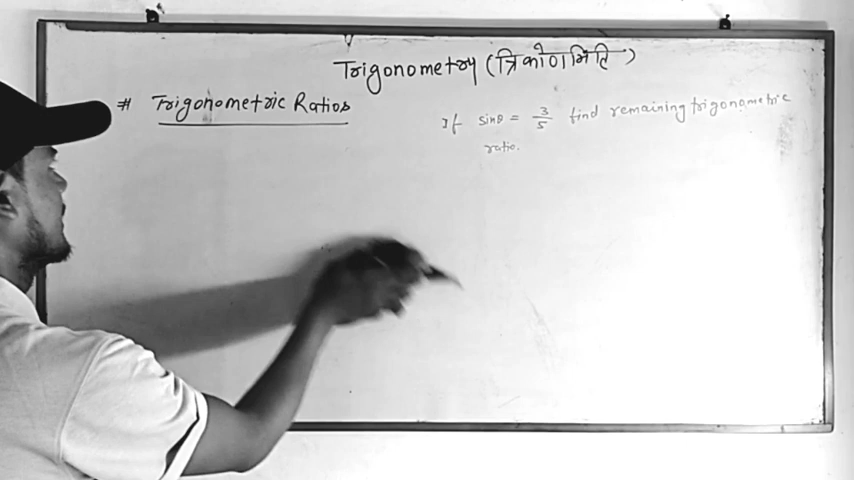 Trigonometry (त्रिकोणमिति)
# Trigonometric Ratios
If sinθ = 3/5 find remaining trigonometric
ratio.